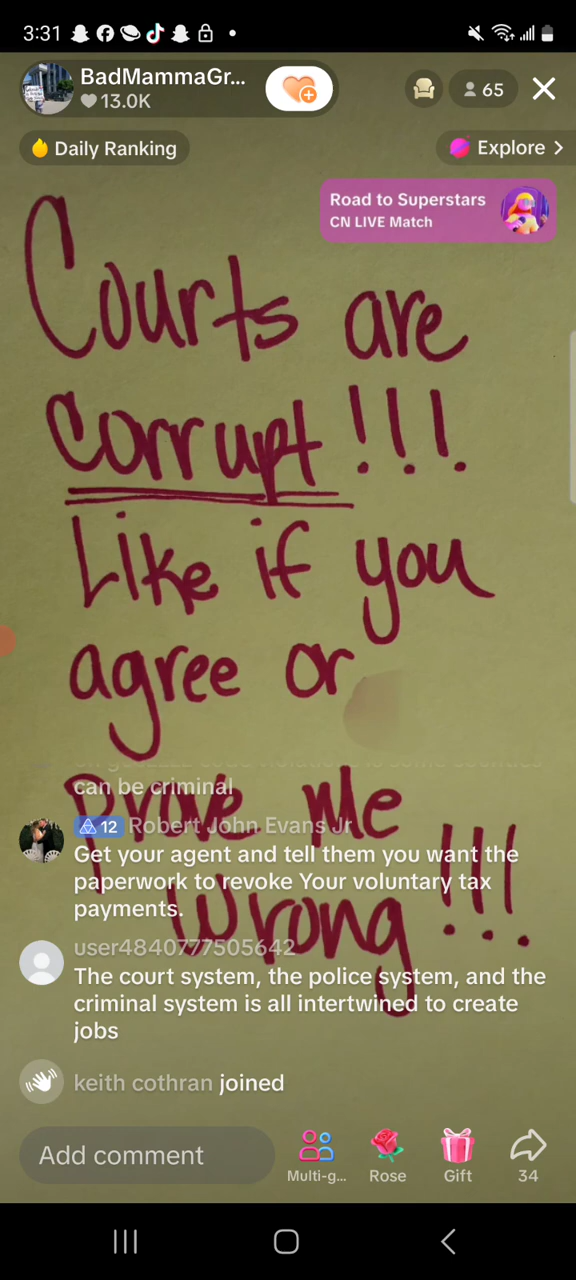 3:31
BadMammaGr...
13.0K
65
Daily Ranking
Explore >
Road to Superstars
CN LIVE Match
Courts are
corrupt!!!
Like if you
agree or
Prove Me
Wrong!!!
can be criminal
12 Robert John Evans Jr
Get your agent and tell them you want the
paperwork to revoke Your voluntary tax
payments.
user4840777505642
The court system, the police system, and the
criminal system is all intertwined to create
jobs
keith cothran joined
Add comment
Multi-g...
Rose
Gift
34